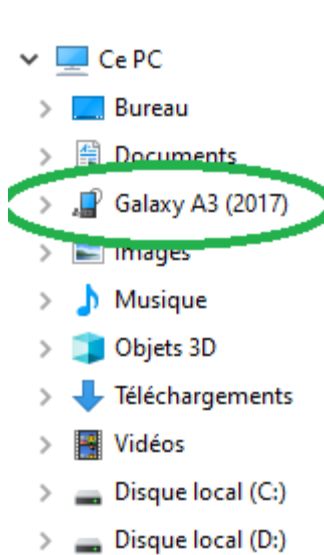 Ce PC
Bureau
Documents
Galaxy A3 (2017)
Images
Musique
Objets 3D
Téléchargements
Vidéos
Disque local (C:)
Disque local (D:)